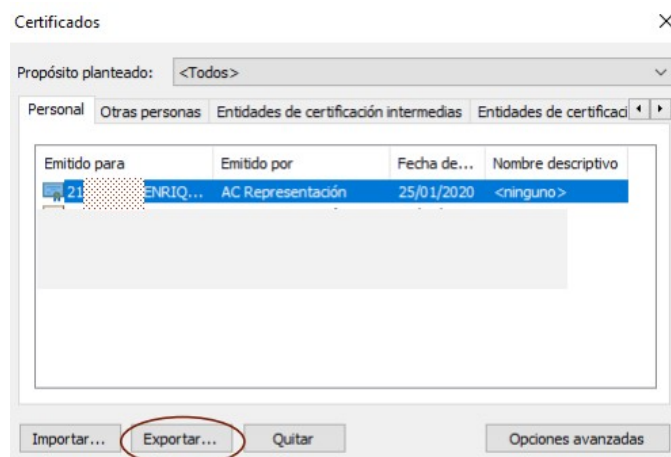 Certificados
Propósito planteado: <Todos>
Personal Otras personas Entidades de certificación intermedias Entidades de certificaci
Emitido para Emitido por Fecha de... Nombre descriptivo
21 ENRIQ... AC Representación 25/01/2020 <ninguno>
Importar... Exportar... Quitar Opciones avanzadas